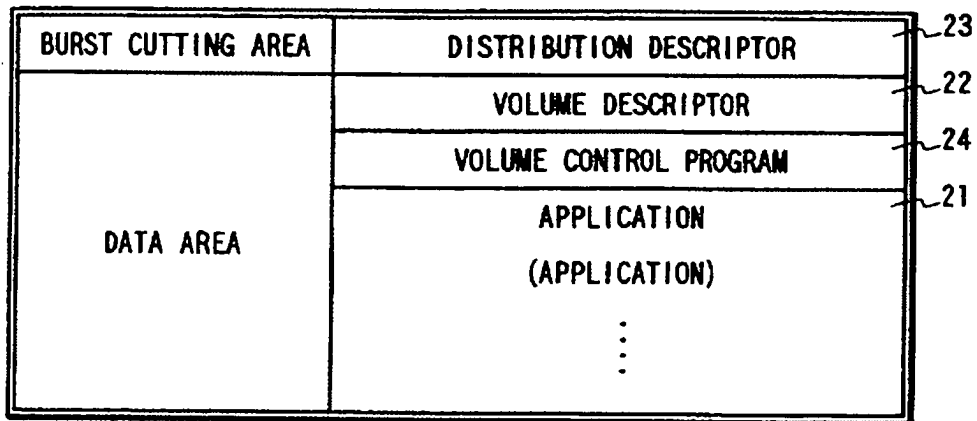 BURST CUTTING AREA
DISTRIBUTION DESCRIPTOR
23
VOLUME DESCRIPTOR
22
VOLUME CONTROL PROGRAM
24
DATA AREA
APPLICATION
21
(APPLICATION)